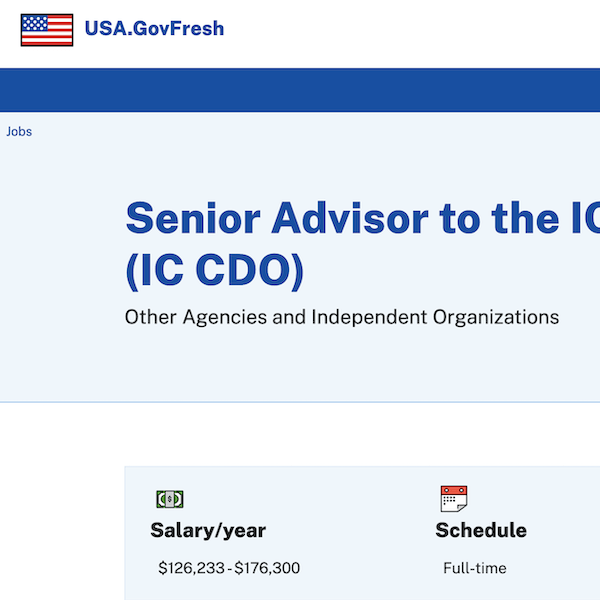 USA.GovFresh
Jobs
Senior Advisor to the IC
(IC CDO)
Other Agencies and Independent Organizations
Salary/year
$126,233 - $176,300
Schedule
Full-time